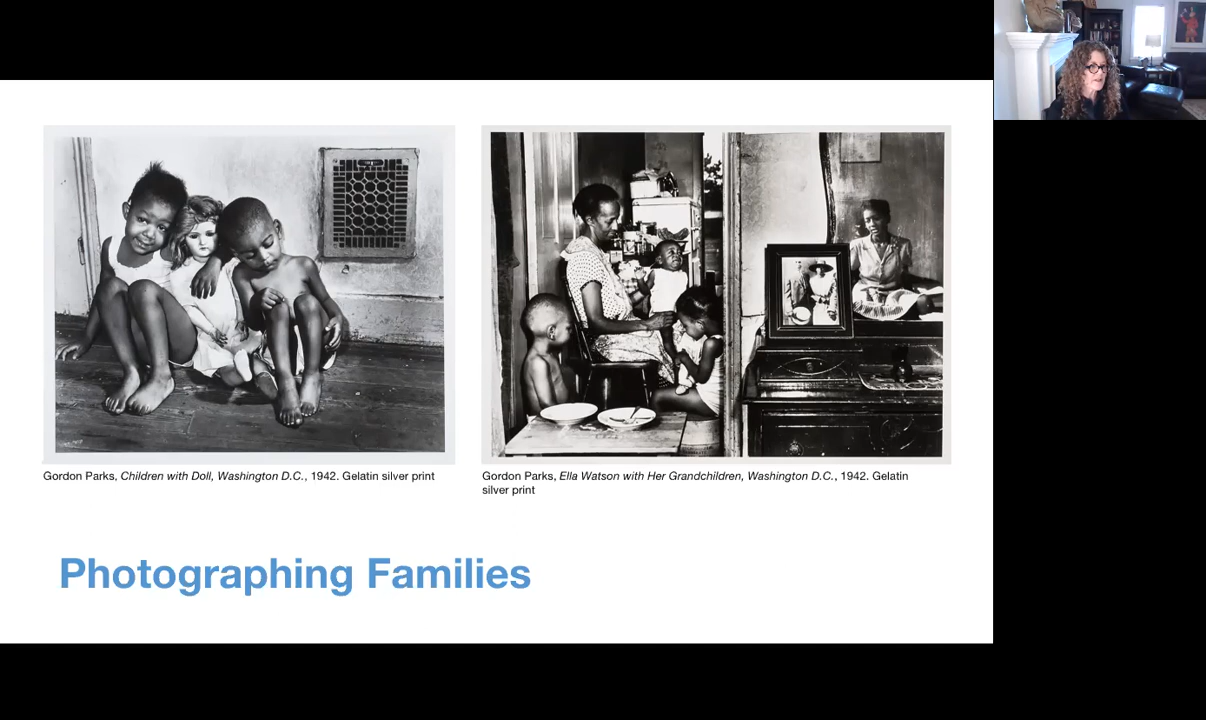 Gordon Parks, Children with Doll, Washington D.C., 1942. Gelatin silver print
Gordon Parks, Ella Watson with Her Grandchildren, Washington D.C., 1942. Gelatin
silver print
Photographing Families